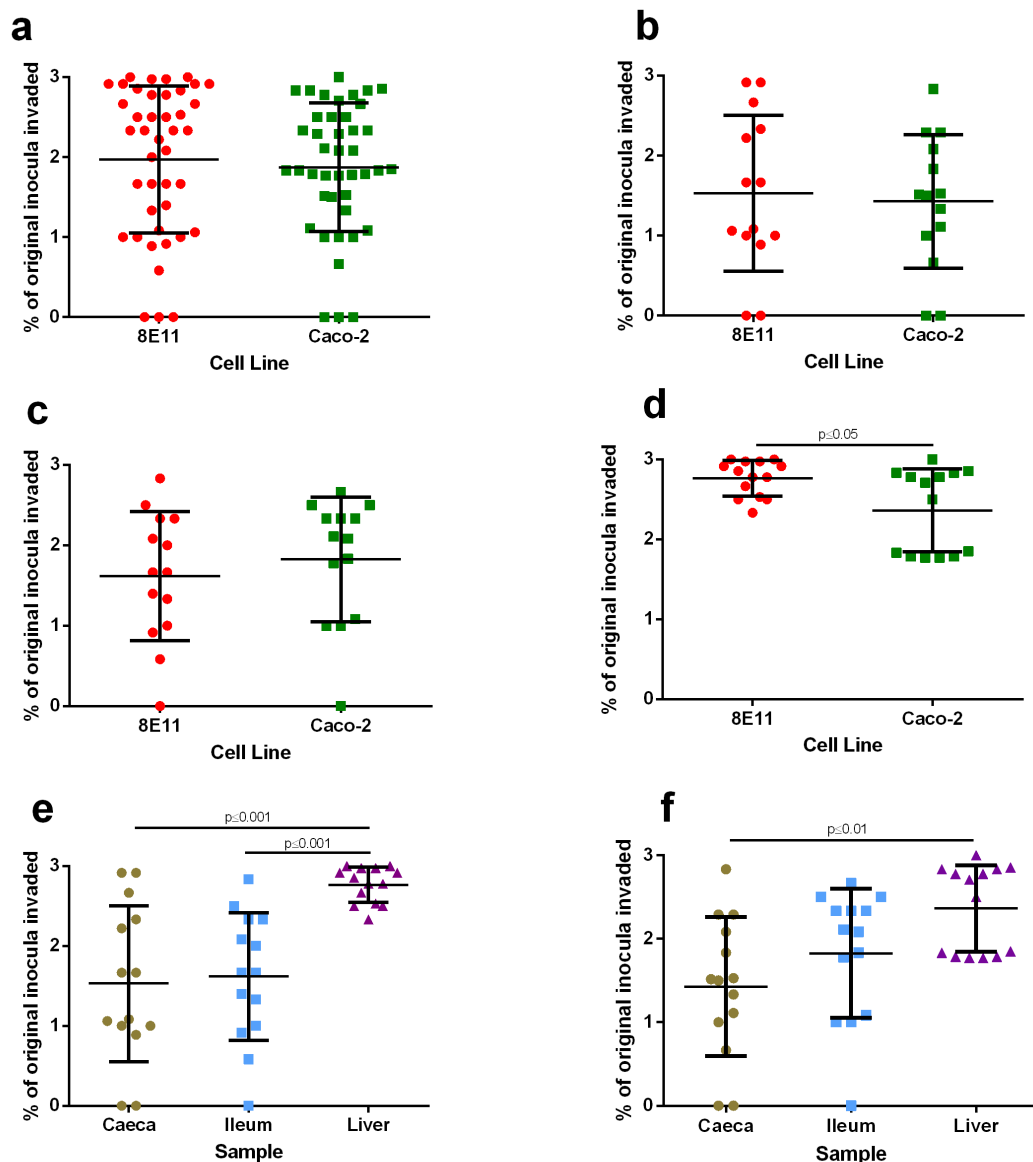 a
% of original inocula invaded
3
2
1
0
8E11 Caco-2
Cell Line
b
% of original inocula invaded
3
2
1
0
8E11 Caco-2
Cell Line
c
% of original inocula invaded
3
2
1
0
8E11 Caco-2
Cell Line
d
% of original inocula invaded
p≤0.05
3
2
1
0
8E11 Caco-2
Cell Line
e
% of original inocula invaded
p≤0.001
p≤0.001
3
2
1
0
Caeca Ileum Liver
Sample
f
% of original inocula invaded
p≤0.01
3
2
1
0
Caeca Ileum Liver
Sample